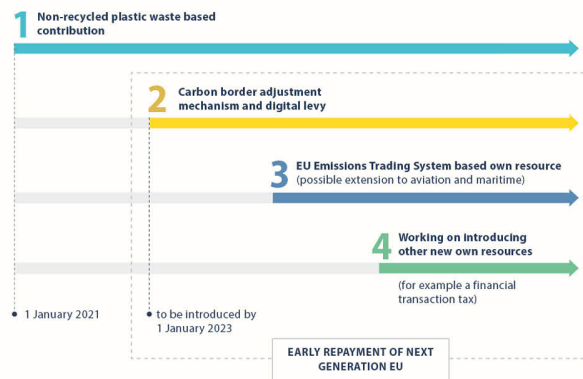 1
Non-recycled plastic waste based
contribution
2
Carbon border adjustment
mechanism and digital levy
3
EU Emissions Trading System based own resource
(possible extension to aviation and maritime)
4
Working on introducing
other new own resources
(for example a financial
transaction tax)
1 January 2021
to be introduced by
1 January 2023
EARLY REPAYMENT OF NEXT
GENERATION EU